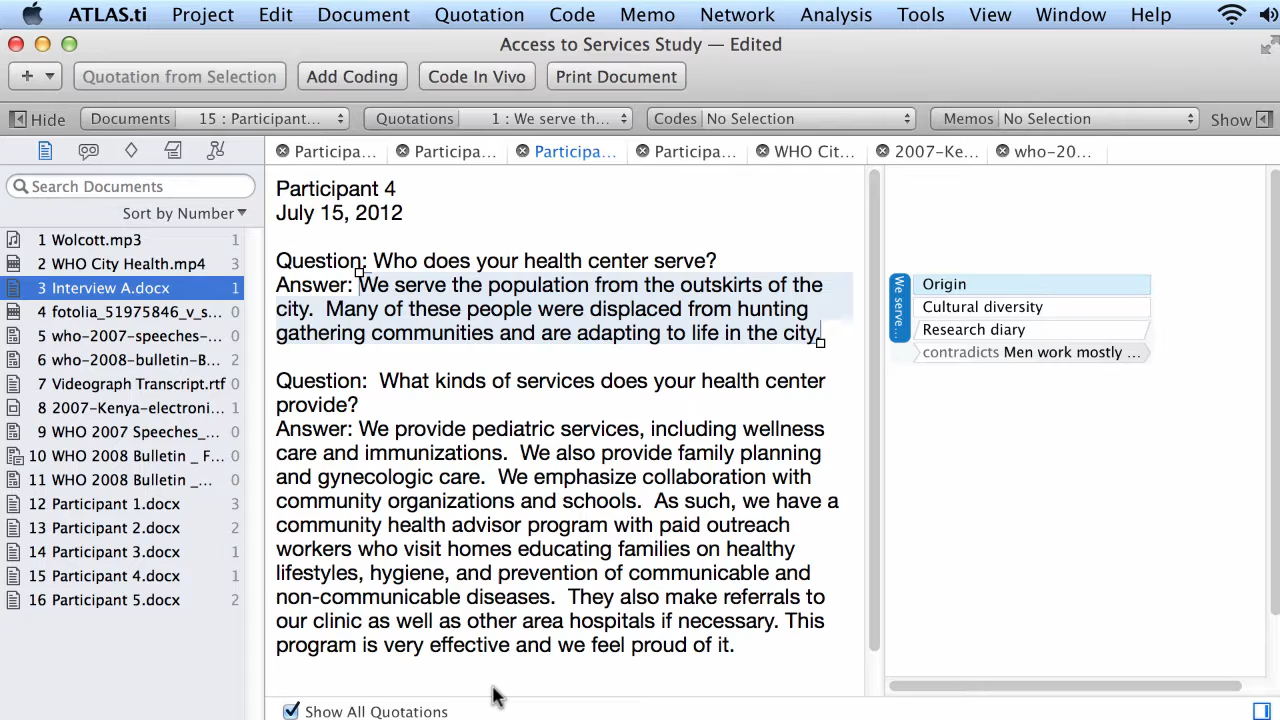 ATLAS.ti Project Edit Document Quotation Code Memo Network Analysis Tools View Window Help
Access to Services Study — Edited
+ Quotation from Selection Add Coding Code In Vivo Print Document
Hide Documents 15 : Participant... Quotations 1 : We serve th... Codes No Selection Memos No Selection Show
Participa... Participa... Participa... Participa... WHO Cit... 2007-Ke... who-20...
Search Documents
Sort by Number
1 Wolcott.mp3 1
2 WHO City Health.mp4 3
3 Interview A.docx 1
4 fotolia_51975846_v_s... 1
5 who-2007-speeches-... 0
6 who-2008-bulletin-B... 0
7 Videograph Transcript.rtf 0
8 2007-Kenya-electroni... 1
9 WHO 2007 Speeches_... 0
10 WHO 2008 Bulletin _ F... 0
11 WHO 2008 Bulletin _-... 0
12 Participant 1.docx 3
13 Participant 2.docx 2
14 Participant 3.docx 1
15 Participant 4.docx 1
16 Participant 5.docx 2
Participant 4
July 15, 2012
Question: Who does your health center serve?
Answer: We serve the population from the outskirts of the
city. Many of these people were displaced from hunting
gathering communities and are adapting to life in the city.
Question: What kinds of services does your health center
provide?
Answer: We provide pediatric services, including wellness
care and immunizations. We also provide family planning
and gynecologic care. We emphasize collaboration with
community organizations and schools. As such, we have a
community health advisor program with paid outreach
workers who visit homes educating families on healthy
lifestyles, hygiene, and prevention of communicable and
non-communicable diseases. They also make referrals to
our clinic as well as other area hospitals if necessary. This
program is very effective and we feel proud of it.
We serve...
Origin
Cultural diversity
Research diary
contradicts Men work mostly ...
Show All Quotations